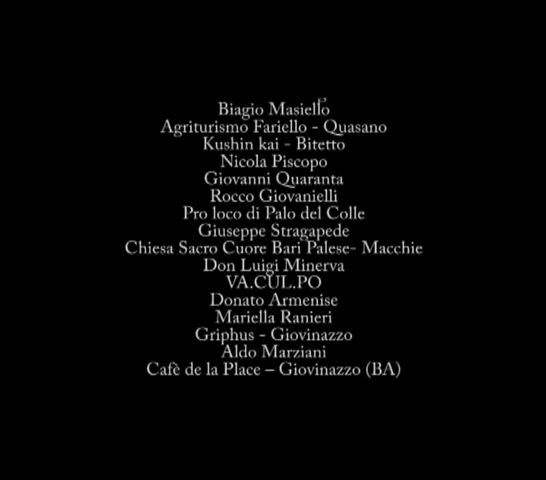 Biagio Masiello
Agriturismo Fariello - Quasano
Kushin kai - Bitetto
Nicola Piscopo
Giovanni Quaranta
Rocco Giovanielli
Pro loco di Palo del Colle
Giuseppe Stragapede
Chiesa Sacro Cuore Bari Palese- Macchie
Don Luigi Minerva
VA.CUL.PO
Donato Armenise
Mariella Ranieri
Griphus - Giovinazzo
Aldo Marziani
Cafè de la Place – Giovinazzo (BA)